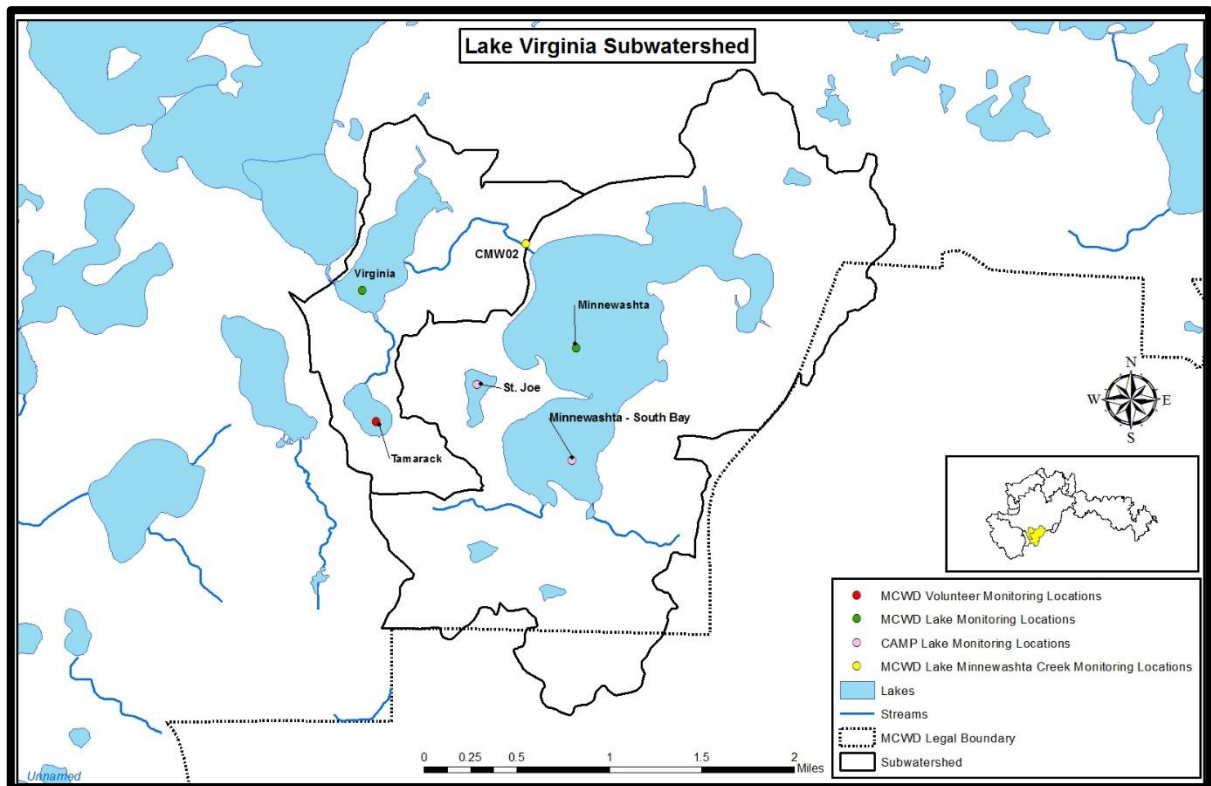 Lake Virginia Subwatershed
CMW02
Virginia
Minnewashta
St. Joe
Minnewashta - South Bay
Tamarack
N
W E
S
MCWD Volunteer Monitoring Locations
MCWD Lake Monitoring Locations
CAMP Lake Monitoring Locations
MCWD Lake Minnewashta Creek Monitoring Locations
Lakes
Streams
MCWD Legal Boundary
Subwatershed
0 0.25 0.5 1 1.5 2
Miles
Unnamed